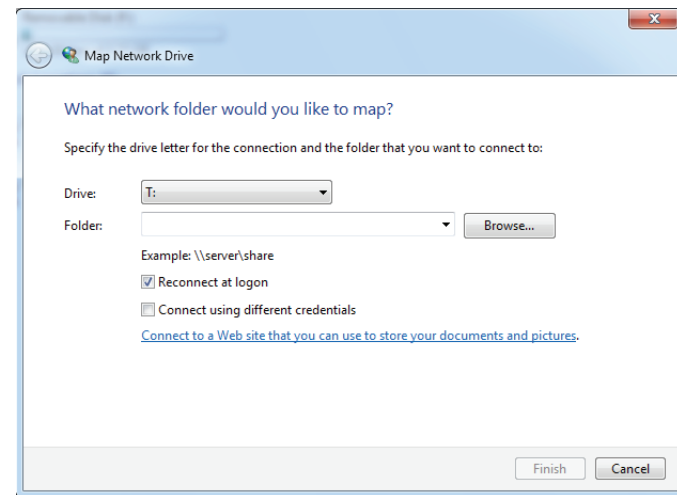 Map Network Drive
What network folder would you like to map?
Specify the drive letter for the connection and the folder that you want to connect to:
Drive: T:
Folder: Browse...
Example: \\server\share
Reconnect at logon
Connect using different credentials
Connect to a Web site that you can use to store your documents and pictures.
Finish Cancel